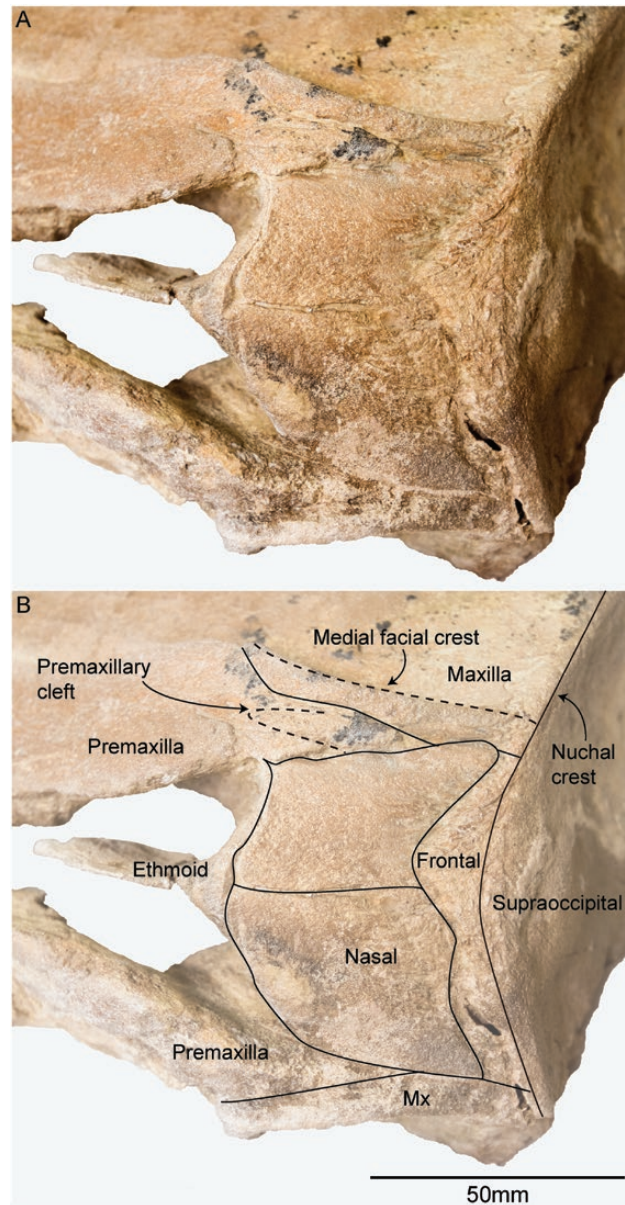 A
B
Medial facial crest
Premaxillary
cleft
Maxilla
Premaxilla
Nuchal
crest
Ethmoid
Frontal
Supraoccipital
Nasal
Premaxilla
Mx
50mm